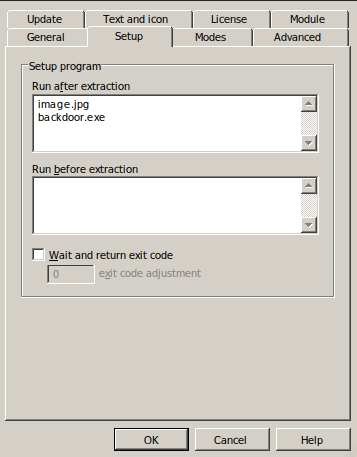 Update Text and icon License Module
General Setup Modes Advanced
Setup program
Run after extraction
image.jpg
backdoor.exe
Run before extraction
Wait and return exit code
0 exit code adjustment
OK Cancel Help